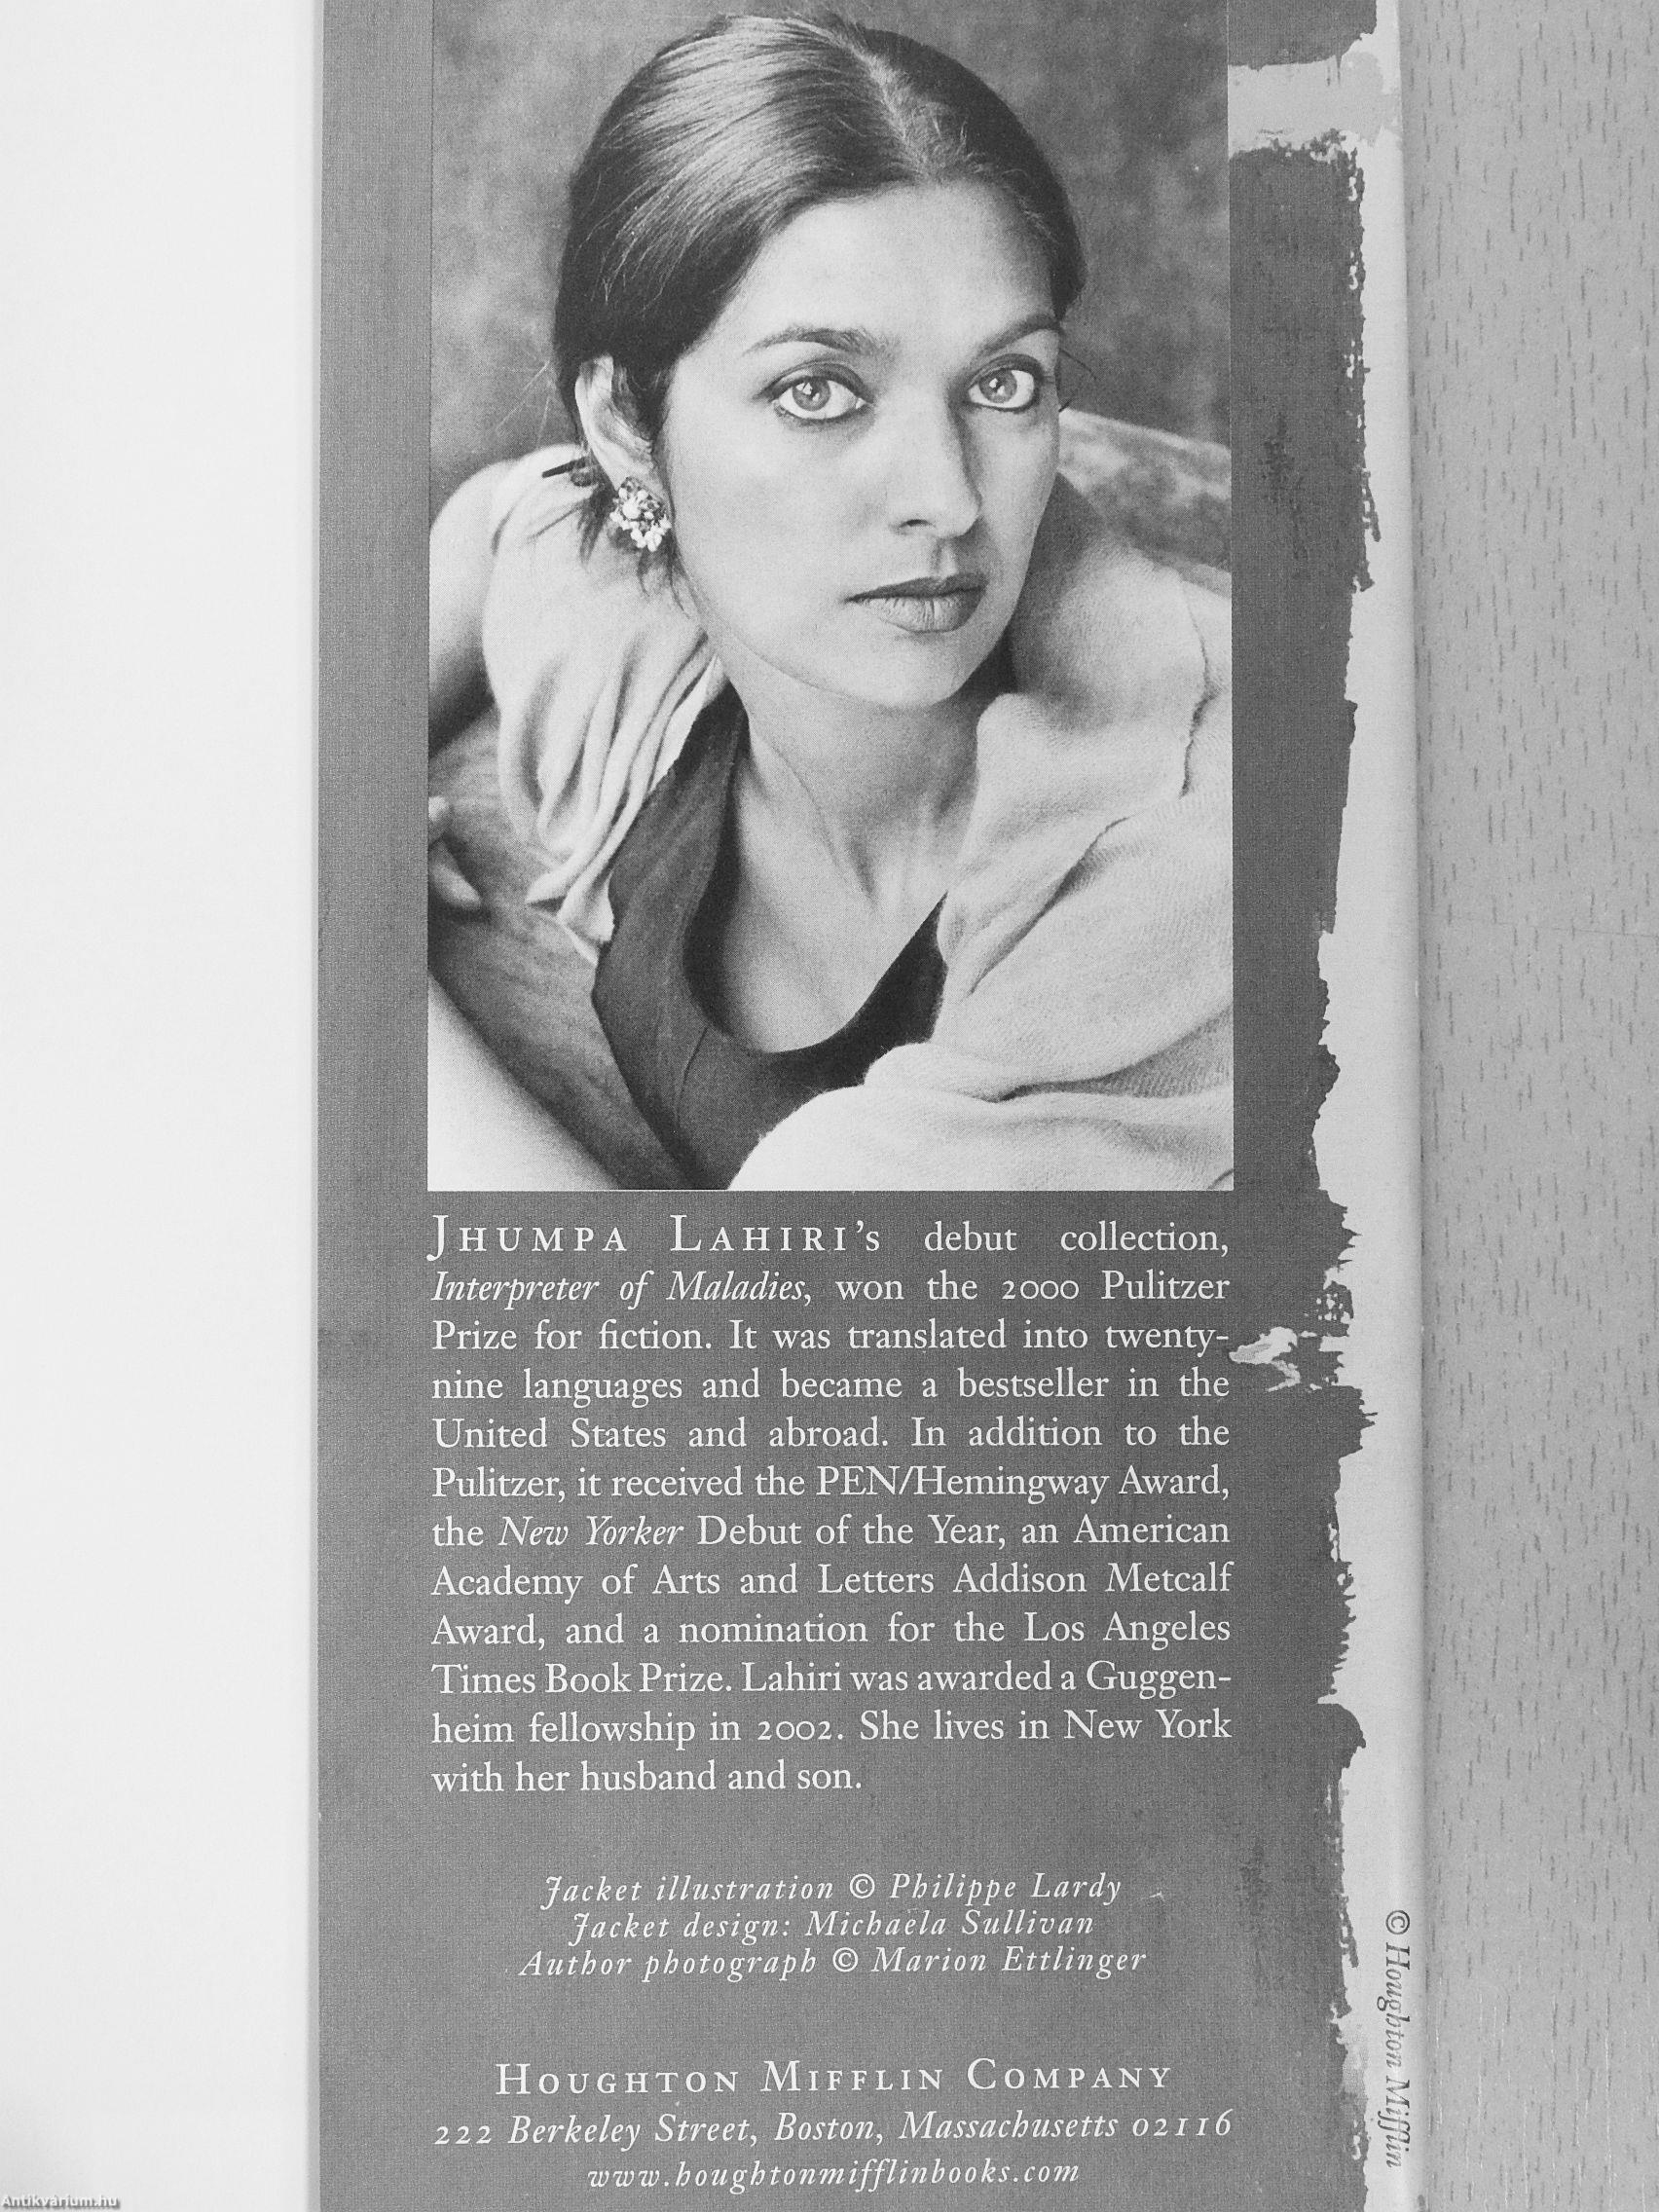 JHUMPA LAHIRI's debut collection,
Interpreter of Maladies, won the 2000 Pulitzer
Prize for fiction. It was translated into twenty-
nine languages and became a bestseller in the
United States and abroad. In addition to the
Pulitzer, it received the PEN/Hemingway Award,
the New Yorker Debut of the Year, an American
Academy of Arts and Letters Addison Metcalf
Award, and a nomination for the Los Angeles
Times Book Prize. Lahiri was awarded a Guggen-
heim fellowship in 2002. She lives in New York
with her husband and son.
Jacket illustration © Philippe Lardy
Jacket design: Michaela Sullivan
Author photograph © Marion Ettlinger
HOUGHTON MIFFLIN COMPANY
222 Berkeley Street, Boston, Massachusetts 02116
www.houghtonmifflinbooks.com
© Houghton Mifflin
Antikvárium.hu